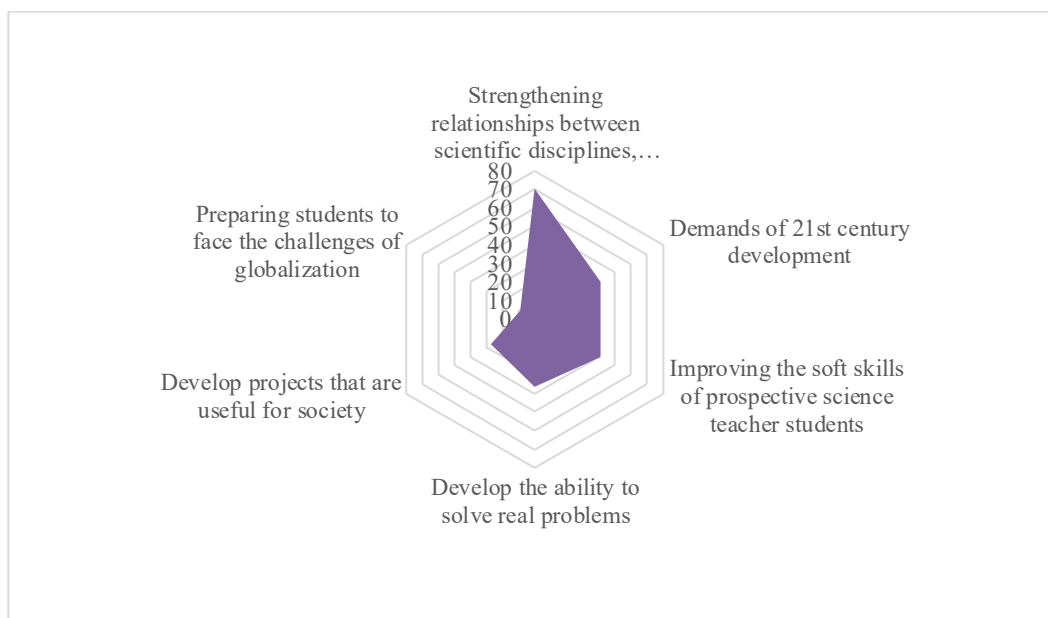 Strengthening
relationships between
scientific disciplines,…
80
70
60
50
40
30
20
10
0
Demands of 21st century
development
Improving the soft skills
of prospective science
teacher students
Develop the ability to
solve real problems
Develop projects that are
useful for society
Preparing students to
face the challenges of
globalization